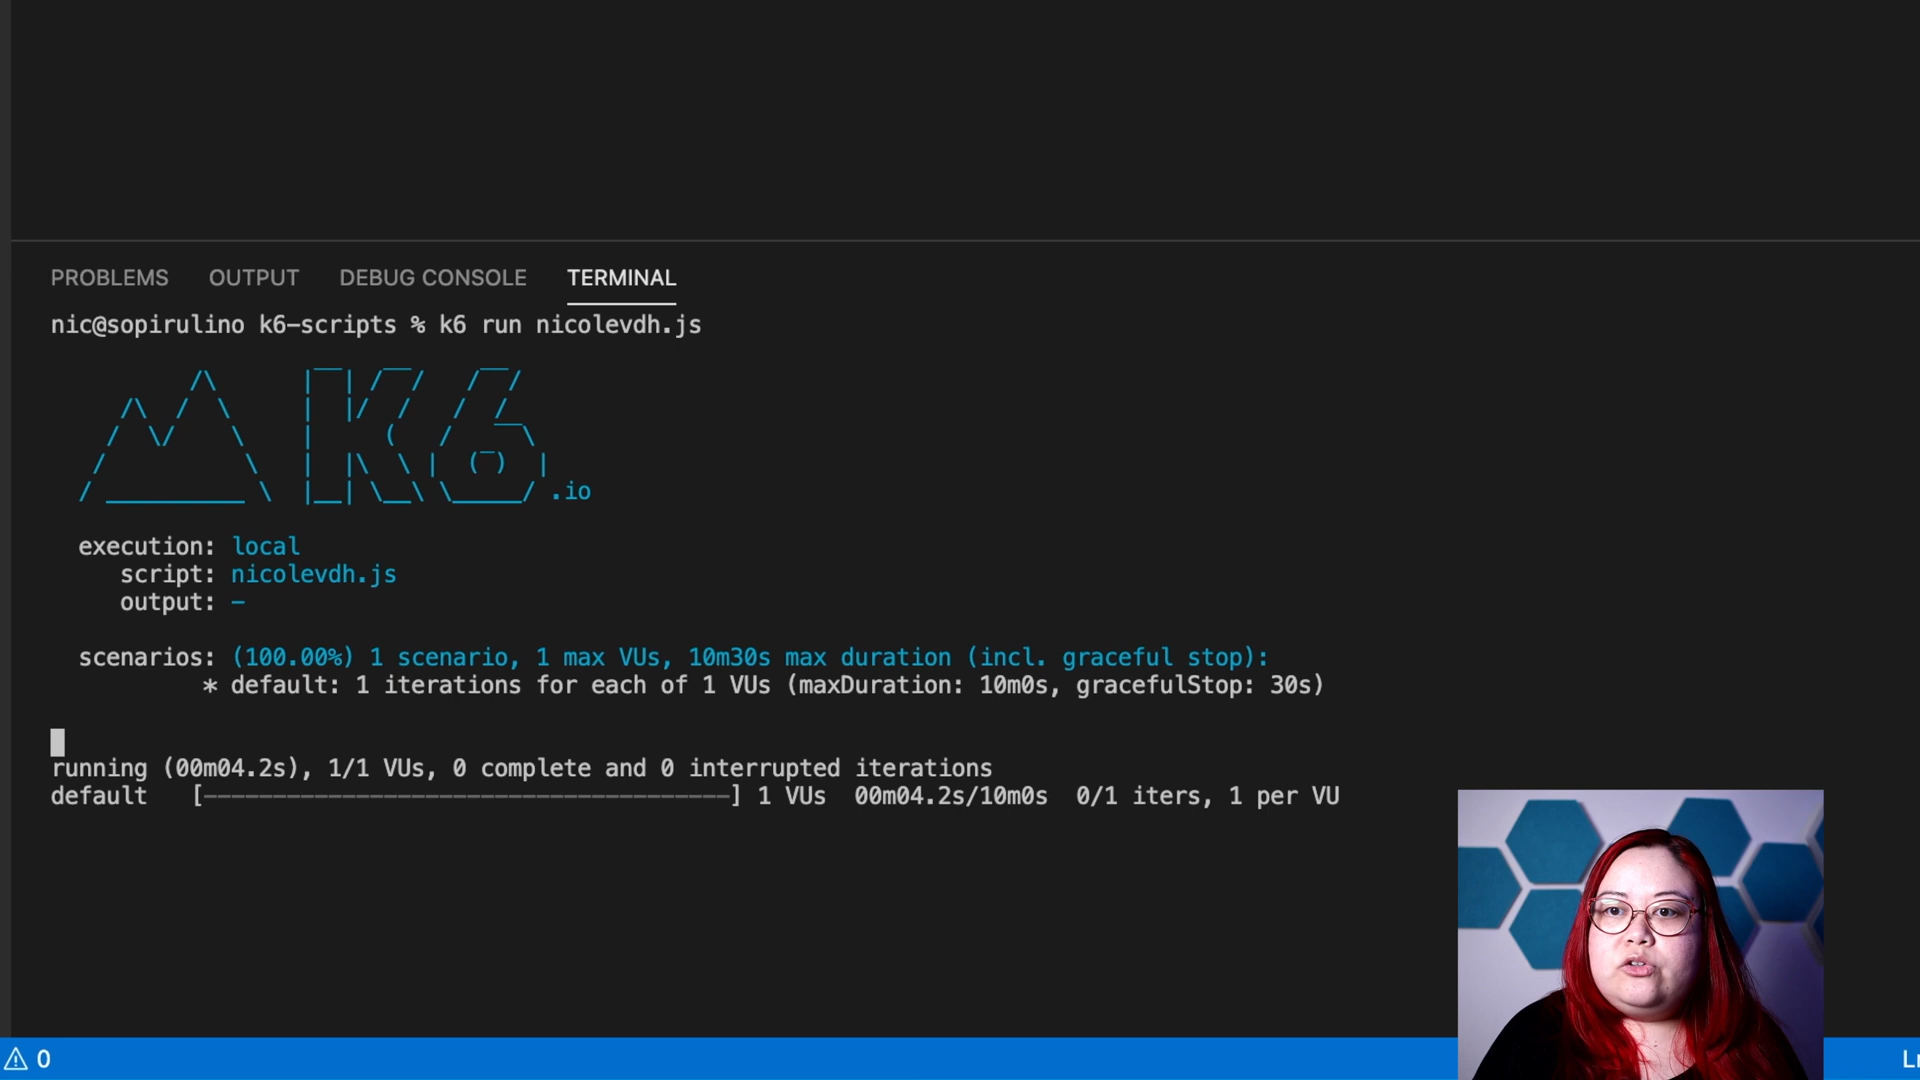 PROBLEMS OUTPUT DEBUG CONSOLE TERMINAL
nic@sopirulino k6-scripts % k6 run nicolevdh.js
K6
.io
execution: local
script: nicolevdh.js
output: -
scenarios: (100.00%) 1 scenario, 1 max VUs, 10m30s max duration (incl. graceful stop):
* default: 1 iterations for each of 1 VUs (maxDuration: 10m0s, gracefulStop: 30s)
running (00m04.2s), 1/1 VUs, 0 complete and 0 interrupted iterations
default [--------------------------------------] 1 VUs 00m04.2s/10m0s 0/1 iters, 1 per VU
0